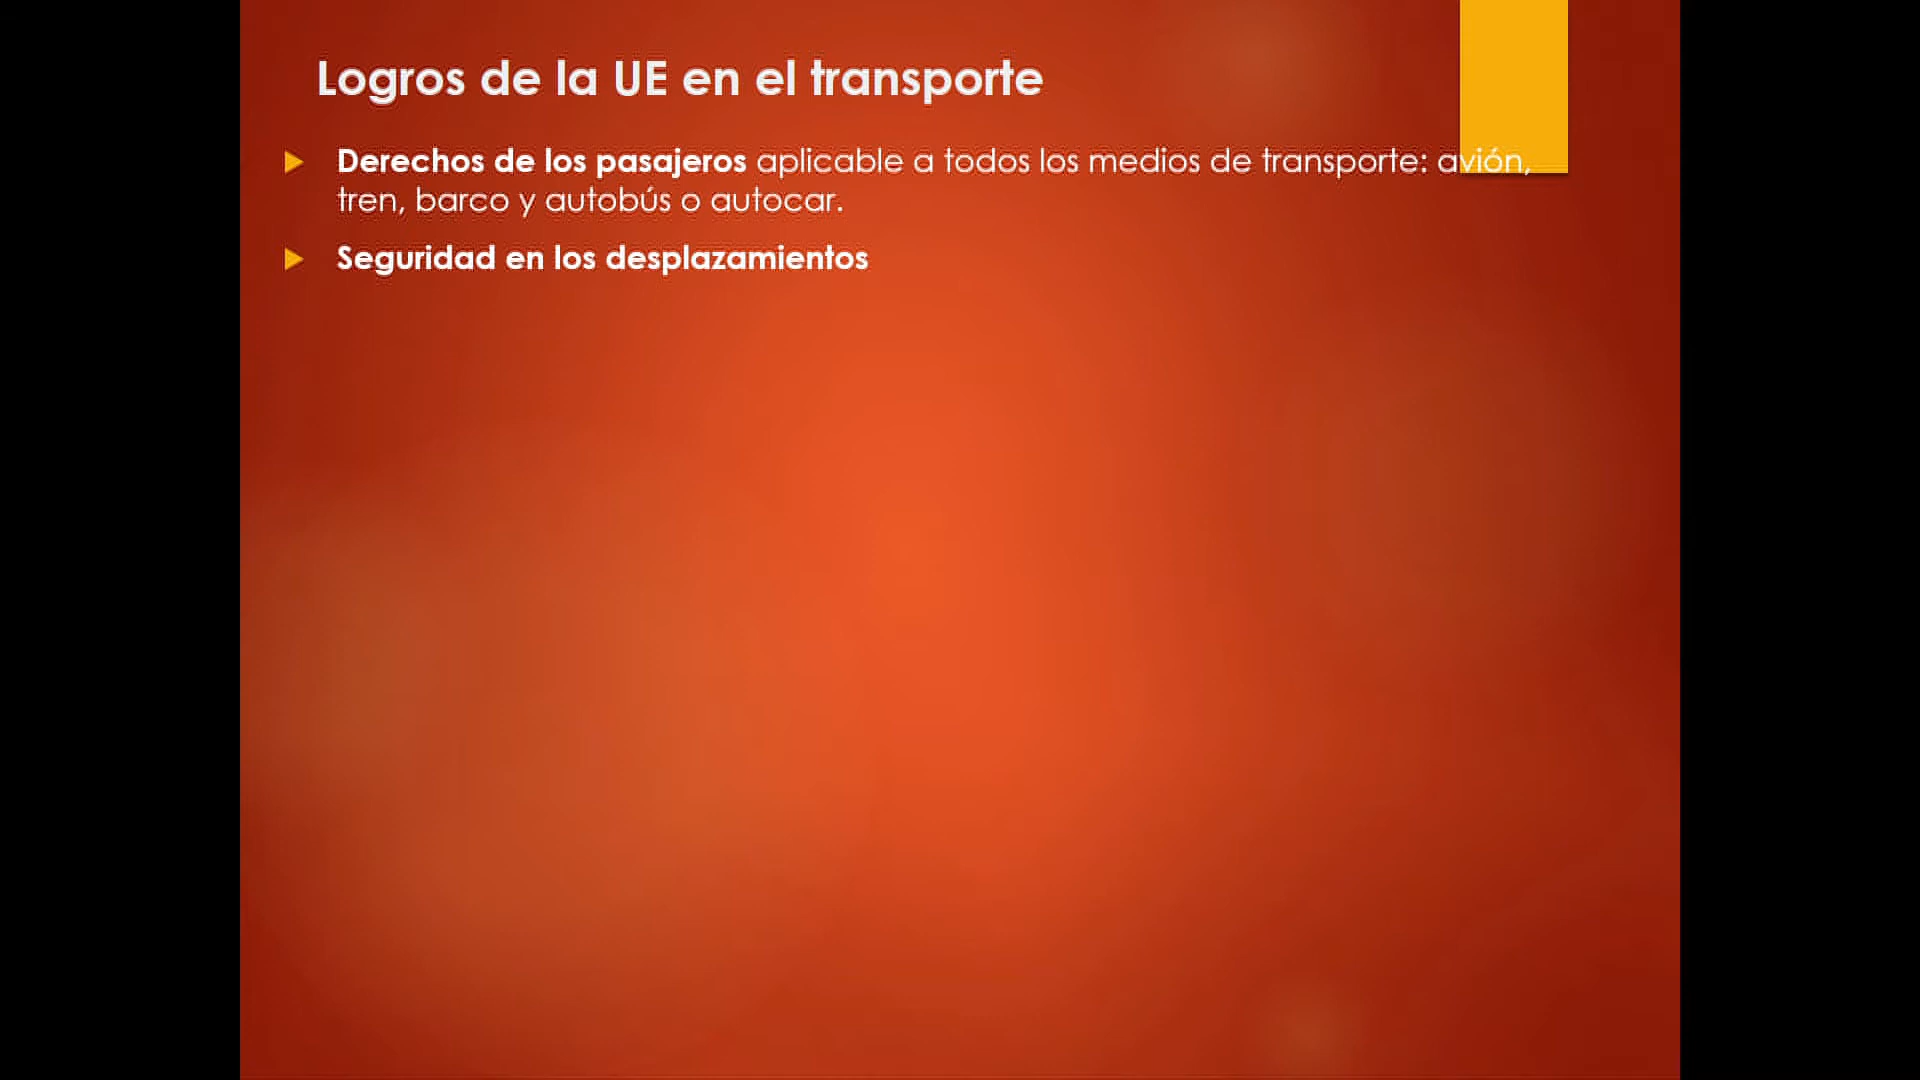 Logros de la UE en el transporte
Derechos de los pasajeros aplicable a todos los medios de transporte: avión,
tren, barco y autobús o autocar.
Seguridad en los desplazamientos